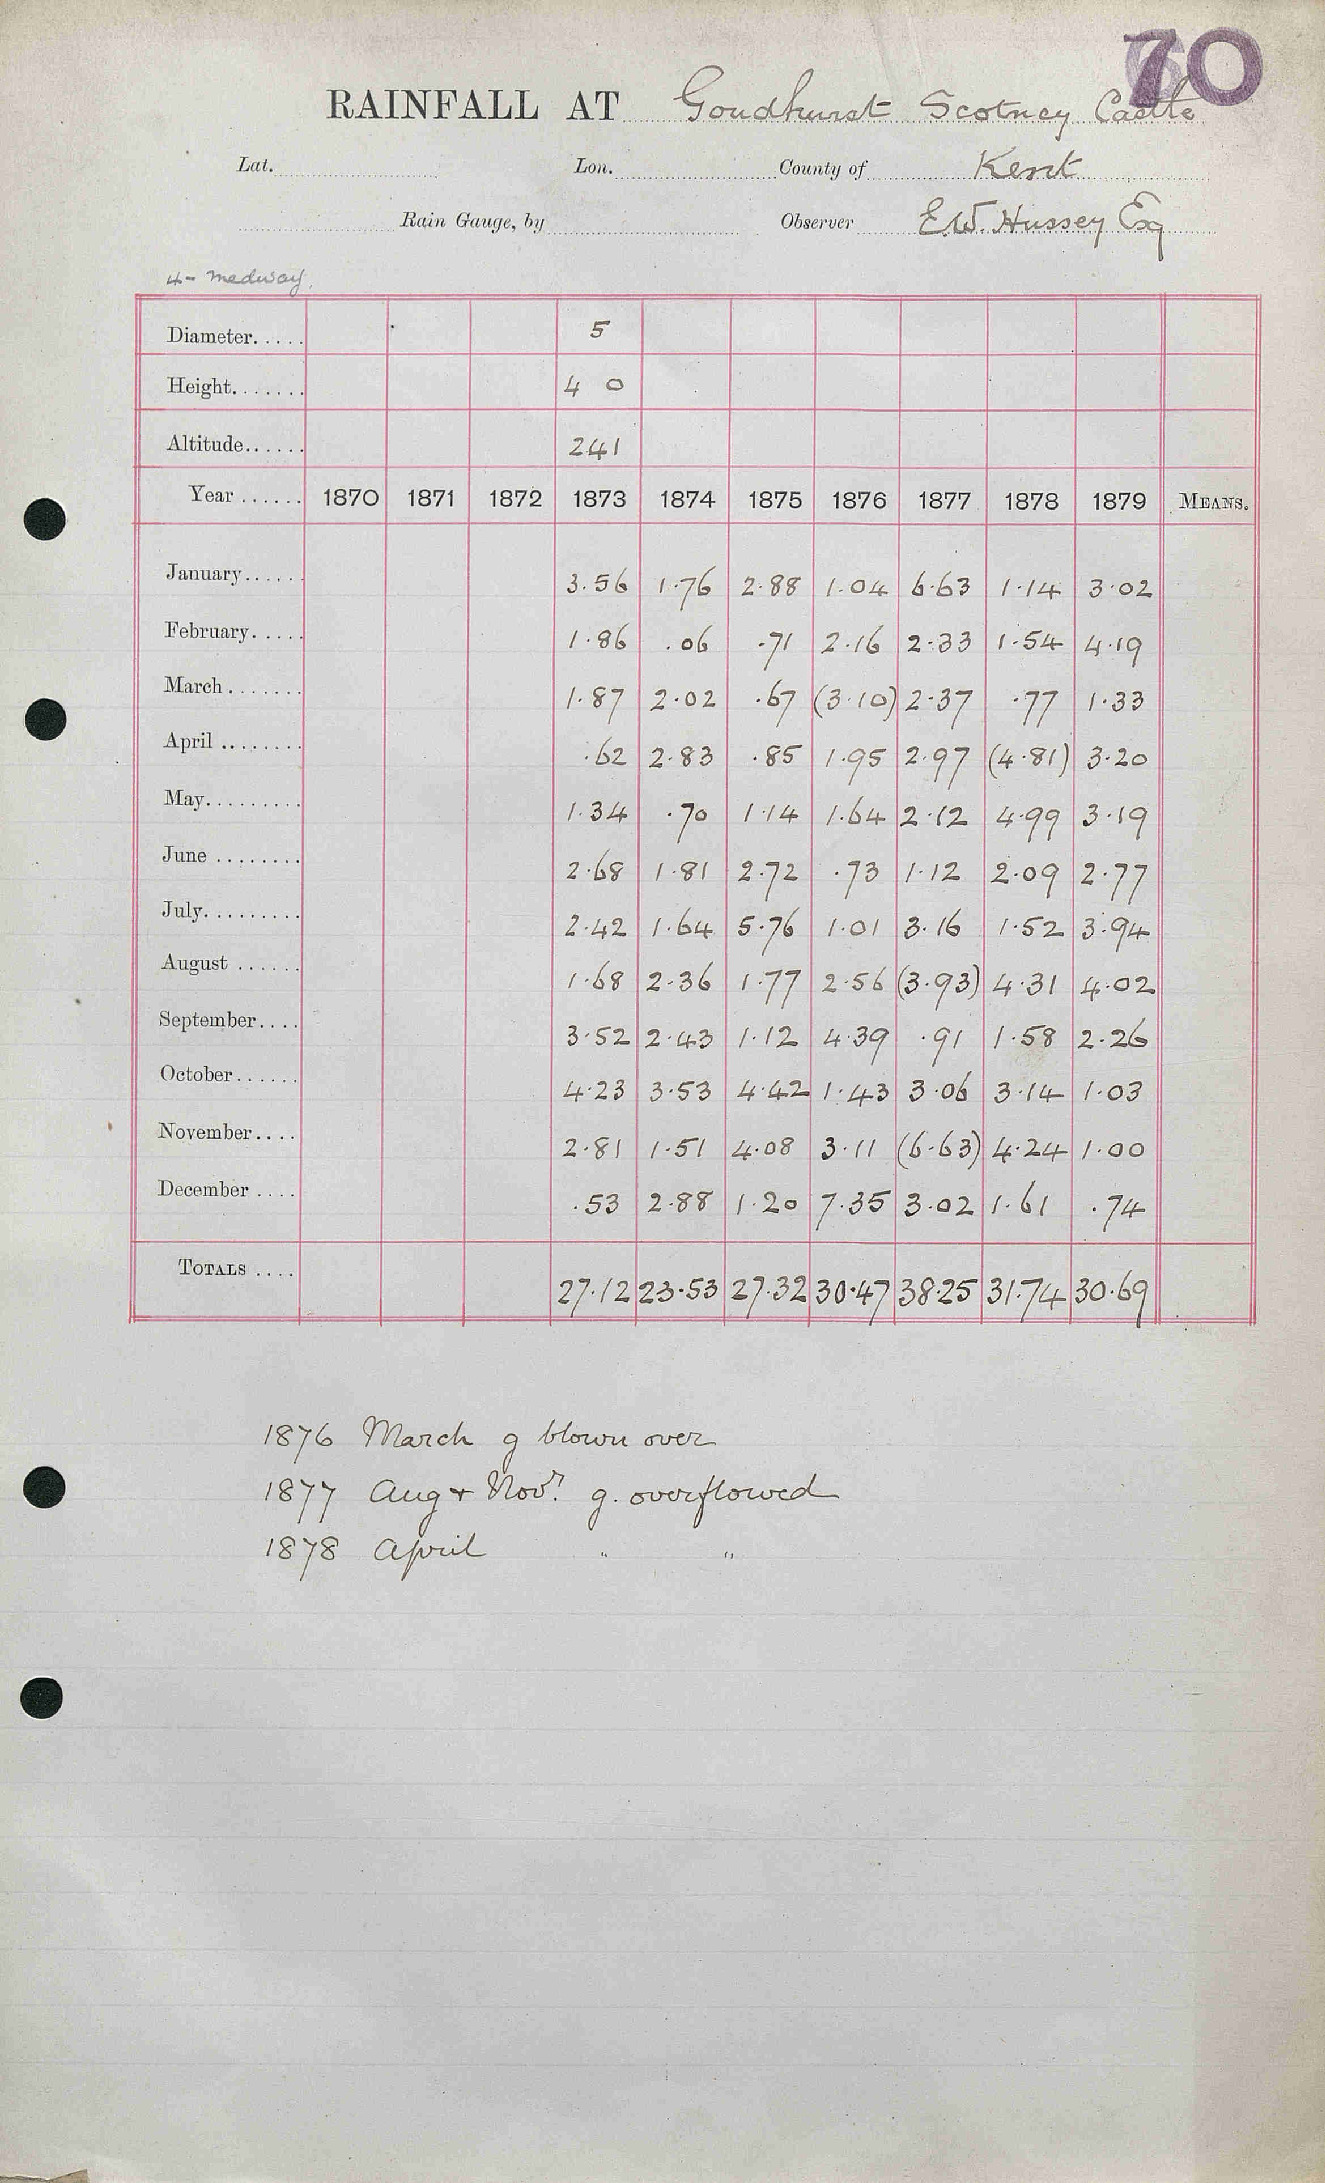 70
RAINFALL AT Goudhurst Scotney Castle
Lat. Lon. County of Kent
Rain Gauge, by Observer E.W. Hussey Esq
4- Medway.
Diameter..... 5
Height....... 4 0
Altitude...... 241
Year ...... 1870 1871 1872 1873 1874 1875 1876 1877 1878 1879 MEANS.
January...... 3.56 1.76 2.88 1.04 6.63 1.14 3.02
February..... 1.86 .06 .71 2.16 2.33 1.54 4.19
March....... 1.87 2.02 .67 (3.10) 2.37 .77 1.33
April ........ .62 2.83 .85 1.95 2.97 (4.81) 3.20
May......... 1.34 .70 1.14 1.64 2.12 4.99 3.19
June ........ 2.68 1.81 2.72 .73 1.12 2.09 2.77
July......... 2.42 1.64 5.76 1.01 3.16 1.52 3.94
August ...... 1.68 2.36 1.77 2.56 (3.93) 4.31 4.02
September.... 3.52 2.43 1.12 4.39 .91 1.58 2.26
October...... 4.23 3.53 4.42 1.43 3.06 3.14 1.03
November.... 2.81 1.51 4.08 3.11 (6.63) 4.24 1.00
December .... .53 2.88 1.20 7.35 3.02 1.61 .74
TOTALS .... 27.12 23.53 27.32 30.47 38.25 31.74 30.69
1876 March g blown over
1877 Aug + Novr. g. overflowed
1878 April " "